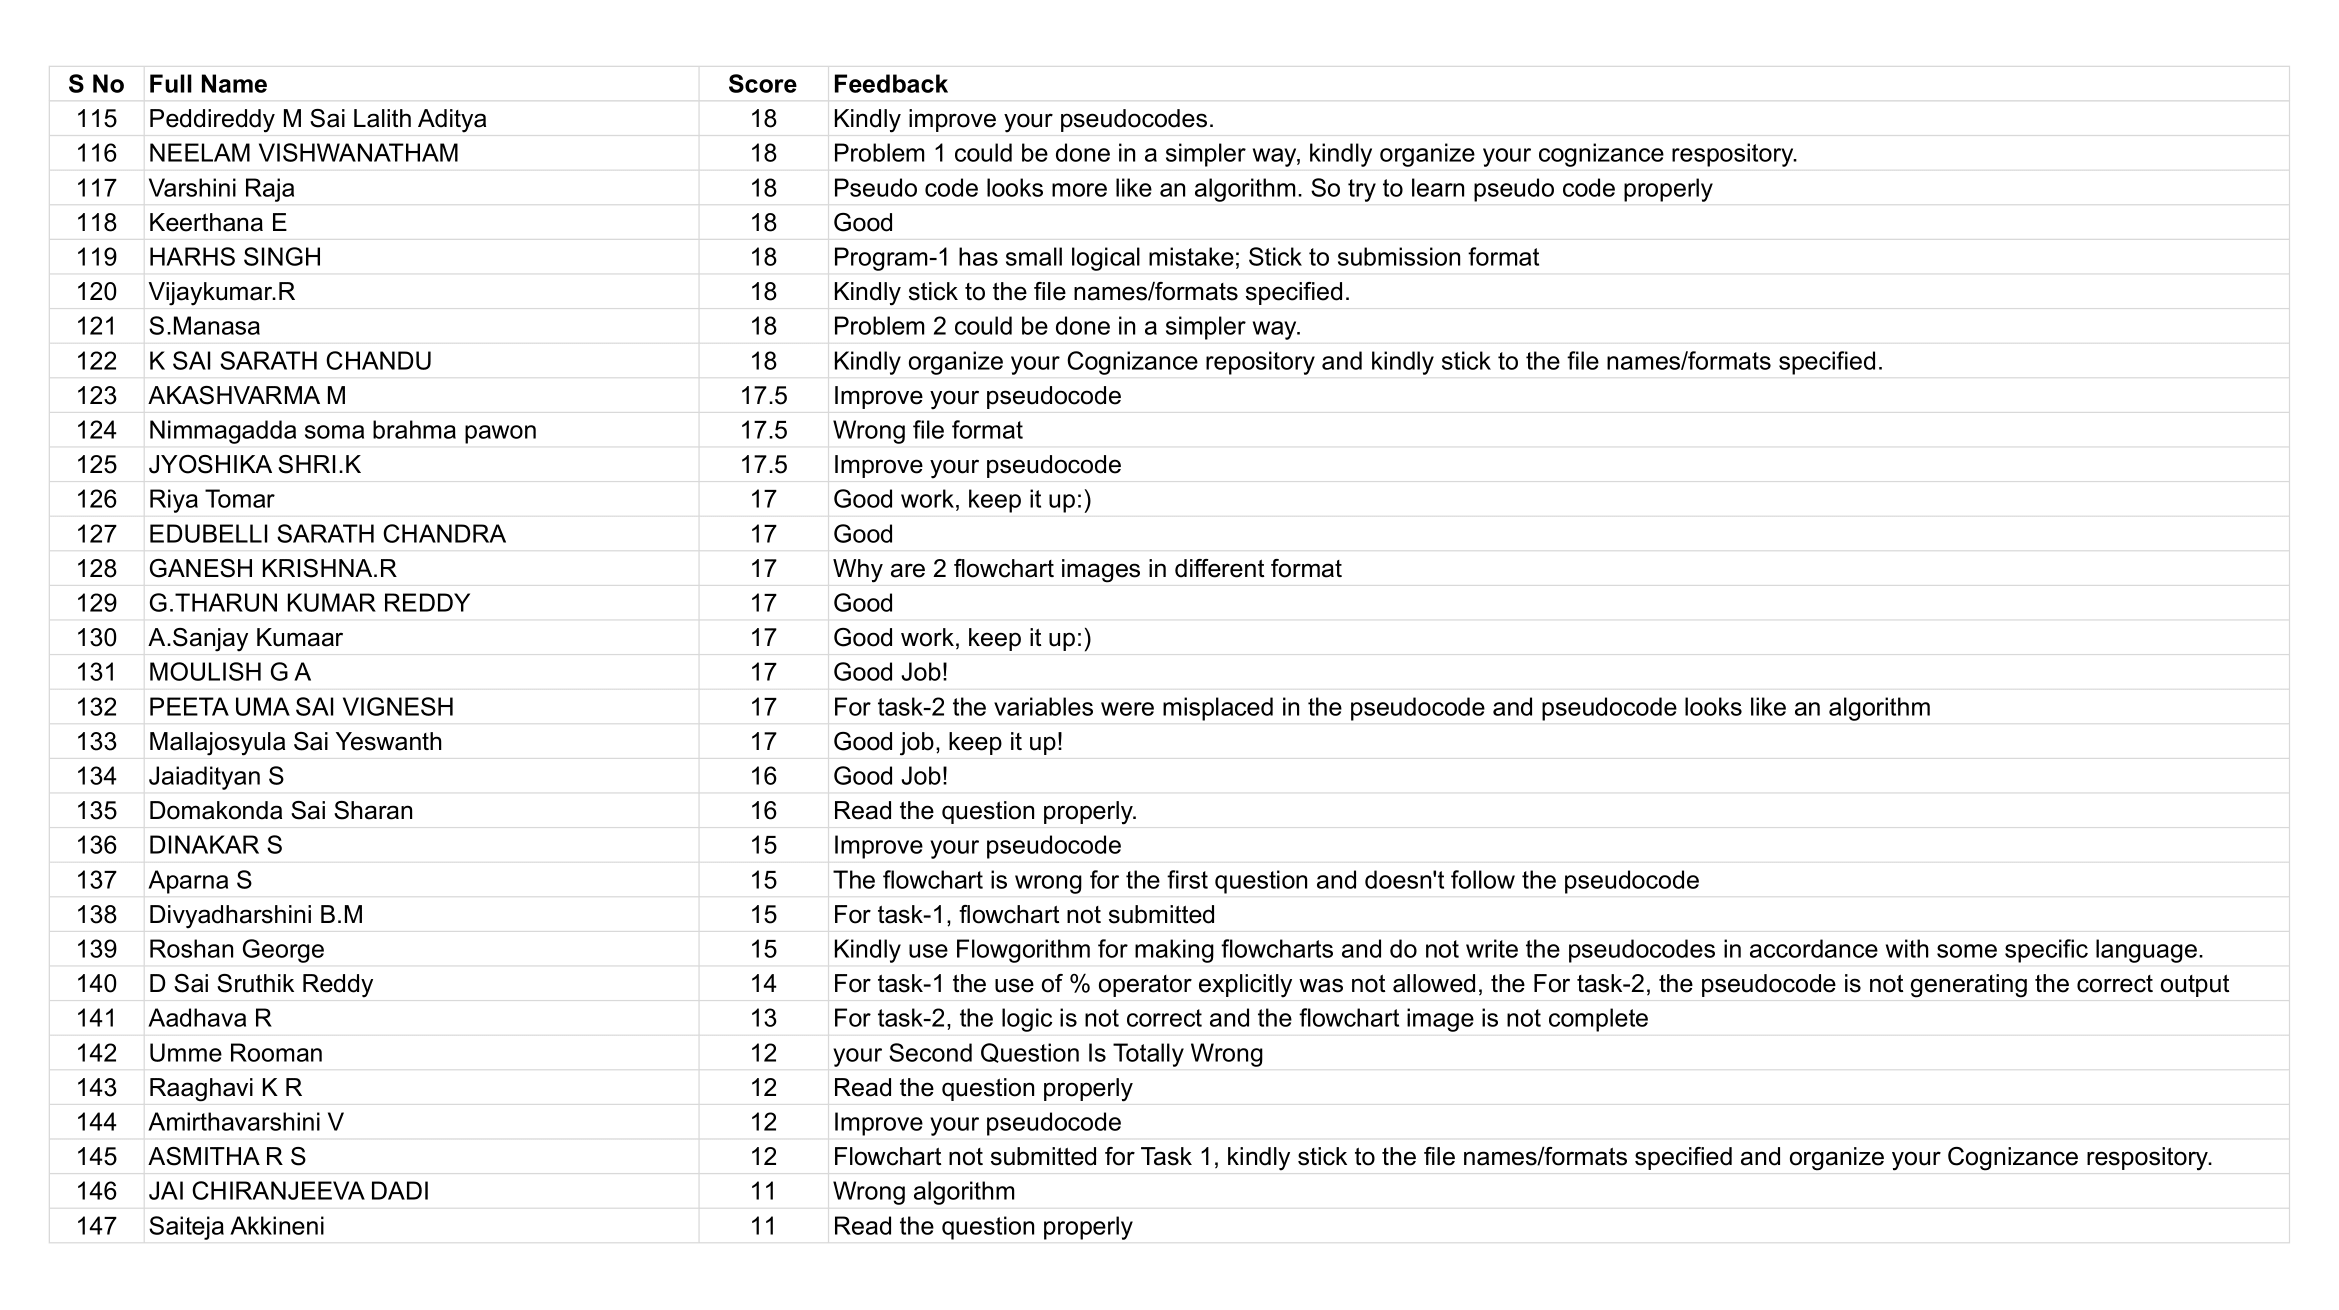 S No Full Name Score Feedback
115 Peddireddy M Sai Lalith Aditya 18 Kindly improve your pseudocodes.
116 NEELAM VISHWANATHAM 18 Problem 1 could be done in a simpler way, kindly organize your cognizance respository.
117 Varshini Raja 18 Pseudo code looks more like an algorithm. So try to learn pseudo code properly
118 Keerthana E 18 Good
119 HARHS SINGH 18 Program-1 has small logical mistake; Stick to submission format
120 Vijaykumar.R 18 Kindly stick to the file names/formats specified.
121 S.Manasa 18 Problem 2 could be done in a simpler way.
122 K SAI SARATH CHANDU 18 Kindly organize your Cognizance repository and kindly stick to the file names/formats specified.
123 AKASHVARMA M 17.5 Improve your pseudocode
124 Nimmagadda soma brahma pawon 17.5 Wrong file format
125 JYOSHIKA SHRI.K 17.5 Improve your pseudocode
126 Riya Tomar 17 Good work, keep it up:)
127 EDUBELLI SARATH CHANDRA 17 Good
128 GANESH KRISHNA.R 17 Why are 2 flowchart images in different format
129 G.THARUN KUMAR REDDY 17 Good
130 A.Sanjay Kumaar 17 Good work, keep it up:)
131 MOULISH G A 17 Good Job!
132 PEETA UMA SAI VIGNESH 17 For task-2 the variables were misplaced in the pseudocode and pseudocode looks like an algorithm
133 Mallajosyula Sai Yeswanth 17 Good job, keep it up!
134 Jaiadityan S 16 Good Job!
135 Domakonda Sai Sharan 16 Read the question properly.
136 DINAKAR S 15 Improve your pseudocode
137 Aparna S 15 The flowchart is wrong for the first question and doesn't follow the pseudocode
138 Divyadharshini B.M 15 For task-1, flowchart not submitted
139 Roshan George 15 Kindly use Flowgorithm for making flowcharts and do not write the pseudocodes in accordance with some specific language.
140 D Sai Sruthik Reddy 14 For task-1 the use of % operator explicitly was not allowed, the For task-2, the pseudocode is not generating the correct output
141 Aadhava R 13 For task-2, the logic is not correct and the flowchart image is not complete
142 Umme Rooman 12 your Second Question Is Totally Wrong
143 Raaghavi K R 12 Read the question properly
144 Amirthavarshini V 12 Improve your pseudocode
145 ASMITHA R S 12 Flowchart not submitted for Task 1, kindly stick to the file names/formats specified and organize your Cognizance respository.
146 JAI CHIRANJEEVA DADI 11 Wrong algorithm
147 Saiteja Akkineni 11 Read the question properly